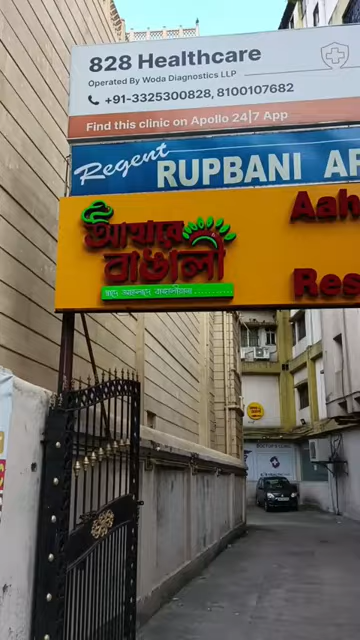 828 Healthcare
Operated By Woda Diagnostics LLP
+91-3325300828, 8100107682
Find this clinic on Apollo 24|7 App
Regent RUPBANI AP
আহারে
বাঙালী
Aah
Res